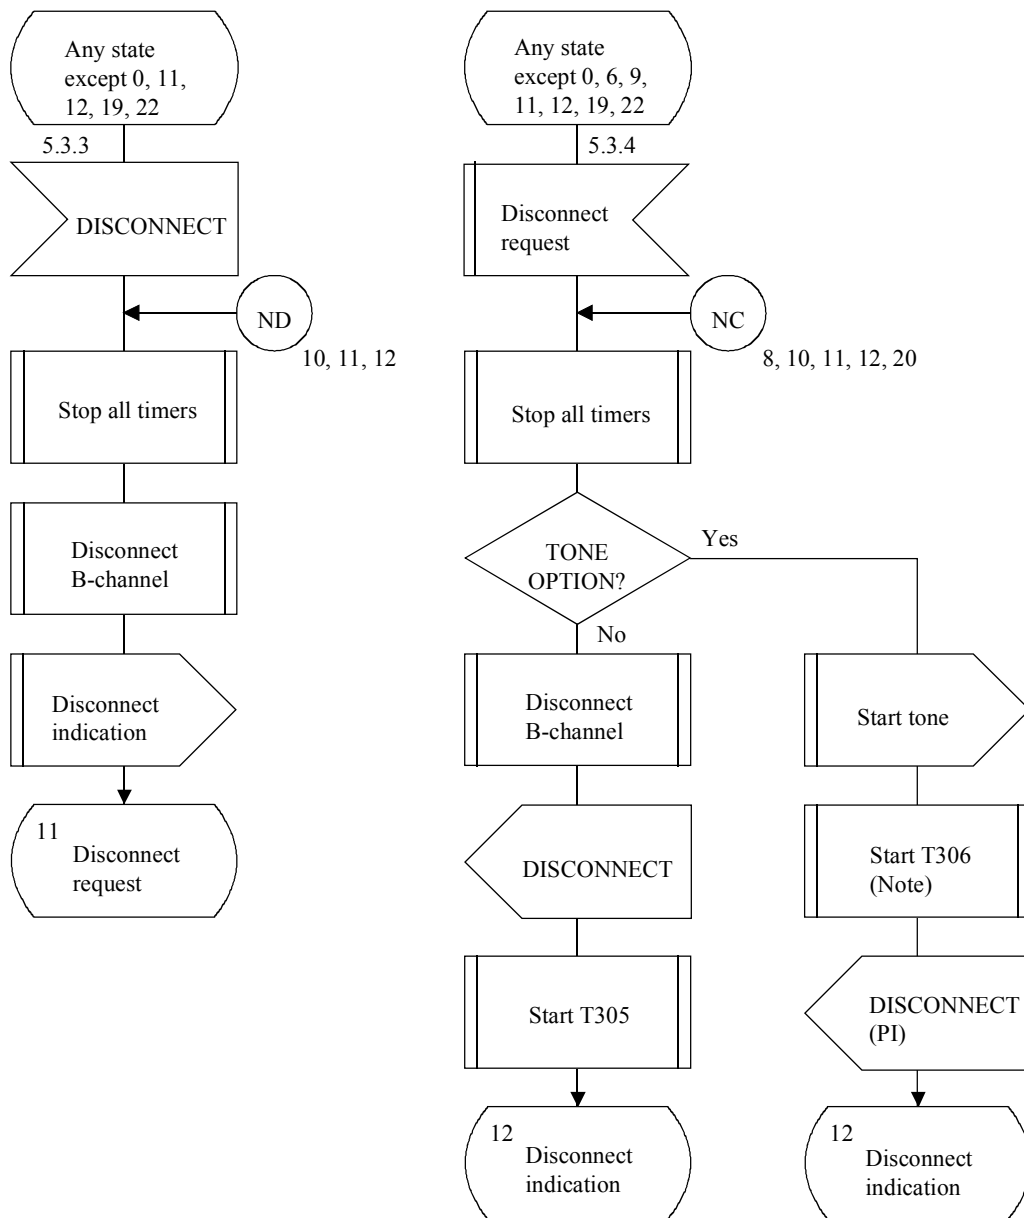 Any state
except 0, 11,
12, 19, 22
5.3.3
DISCONNECT
ND
10, 11, 12
Stop all timers
Disconnect
B-channel
Disconnect
indication
11
Disconnect
request
Any state
except 0, 6, 9,
11, 12, 19, 22
5.3.4
Disconnect
request
NC
8, 10, 11, 12, 20
Stop all timers
TONE
OPTION?
Yes
No
Disconnect
B-channel
DISCONNECT
Start T305
12
Disconnect
indication
Start tone
Start T306
(Note)
DISCONNECT
(PI)
12
Disconnect
indication